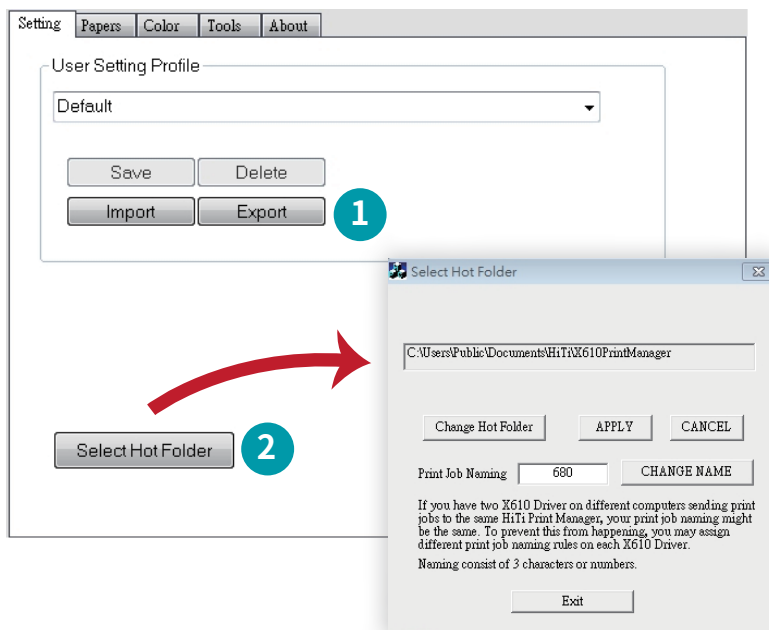 Setting Papers Color Tools About
User Setting Profile
Default
Save Delete
Import Export 1
Select Hot Folder
C:\Users\Public\Documents\HiTi\X610PrintManager
Change Hot Folder APPLY CANCEL
Select Hot Folder 2
Print Job Naming 680 CHANGE NAME
If you have two X610 Driver on different computers sending print
jobs to the same HiTi Print Manager, your print job naming might
be the same. To prevent this from happening, you may assign
different print job naming rules on each X610 Driver.
Naming consist of 3 characters or numbers.
Exit